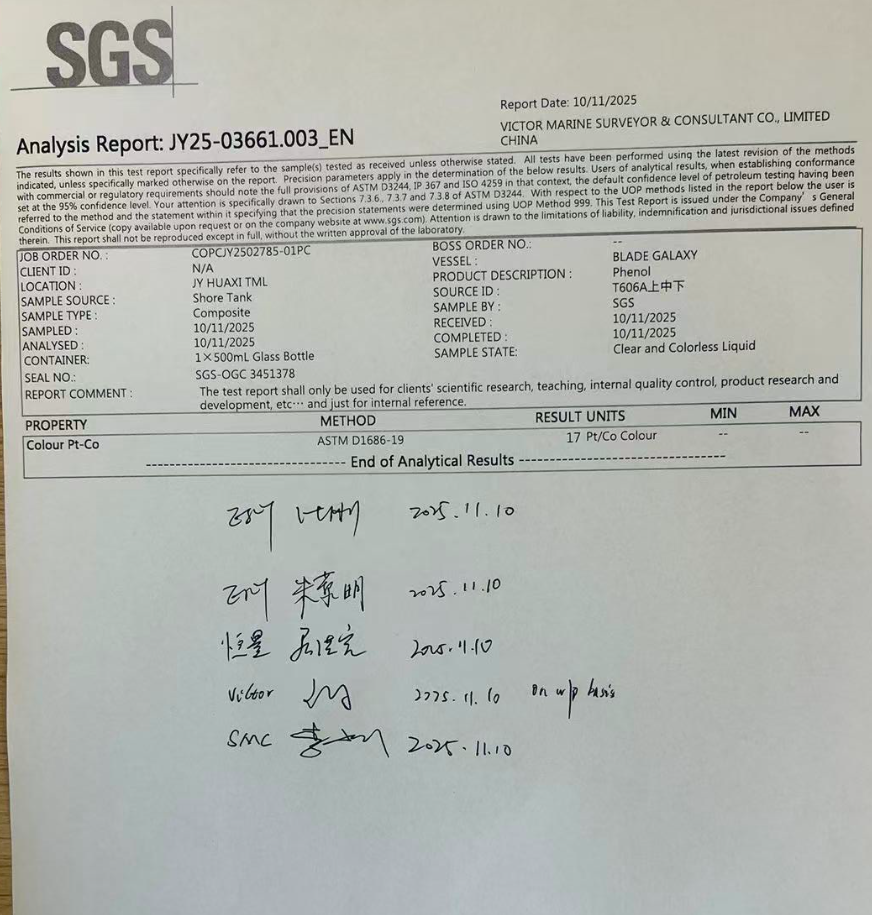 SGS
Report Date: 10/11/2025
Analysis Report: JY25-03661.003_EN
VICTOR MARINE SURVEYOR & CONSULTANT CO., LIMITED
CHINA
The results shown in this test report specifically refer to the sample(s) tested as received unless otherwise stated. All tests have been performed using the latest revision of the methods
indicated, unless specifically marked otherwise on the report. Precision parameters apply in the determination of the below results. Users of analytical results, when establishing conformance
with commercial or regulatory requirements should note the full provisions of ASTM D3244, IP 367 and ISO 4259 in that context, the default confidence level of petroleum testing having been
set at the 95% confidence level. Your attention is specifically drawn to Sections 7.3.6, 7.3.7 and 7.3.8 of ASTM D3244. With respect to the UOP methods listed in the report below the user is
referred to the method and the statement within it specifying that the precision statements were determined using UOP Method 999. This Test Report is issued under the Company's General
Conditions of Service (copy available upon request or on the company website at www.sgs.com). Attention is drawn to the limitations of liability, indemnification and jurisdictional issues defined
therein. This report shall not be reproduced except in full, without the written approval of the laboratory.
JOB ORDER NO. : COPCJY2502785-01PC BOSS ORDER NO.: --
CLIENT ID : N/A VESSEL : BLADE GALAXY
LOCATION : JY HUAXI TML PRODUCT DESCRIPTION : Phenol
SAMPLE SOURCE : Shore Tank SOURCE ID : T606A上中下
SAMPLE TYPE : Composite SAMPLE BY : SGS
SAMPLED : 10/11/2025 RECEIVED : 10/11/2025
ANALYSED : 10/11/2025 COMPLETED : 10/11/2025
CONTAINER: 1×500mL Glass Bottle SAMPLE STATE: Clear and Colorless Liquid
SEAL NO.: SGS-OGC 3451378
REPORT COMMENT : The test report shall only be used for clients' scientific research, teaching, internal quality control, product research and
development, etc··· and just for internal reference.
PROPERTY METHOD RESULT UNITS MIN MAX
Colour Pt-Co ASTM D1686-19 17 Pt/Co Colour -- --
------------------------------ End of Analytical Results ------------------------------
2025.11.10
2025.11.10
恒星 2025.11.10
Victor 2025.11.10 on w/p basis
SMC 2025.11.10